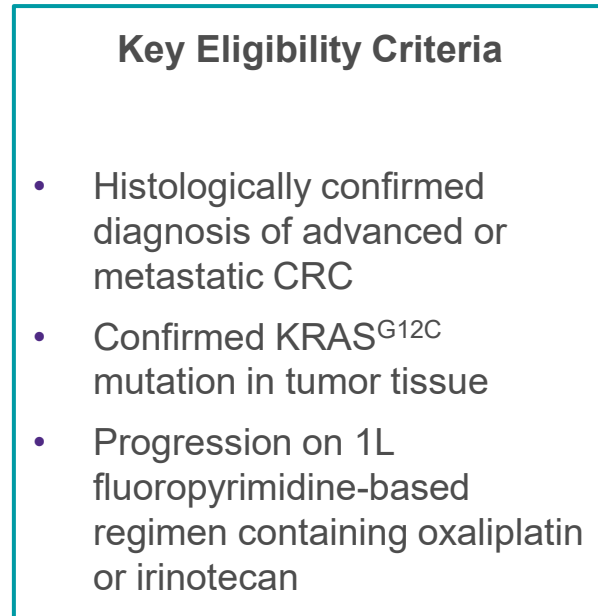 Key Eligibility Criteria
• Histologically confirmed
diagnosis of advanced or
metastatic CRC
• Confirmed KRASG12C
mutation in tumor tissue
• Progression on 1L
fluoropyrimidine-based
regimen containing oxaliplatin
or irinotecan